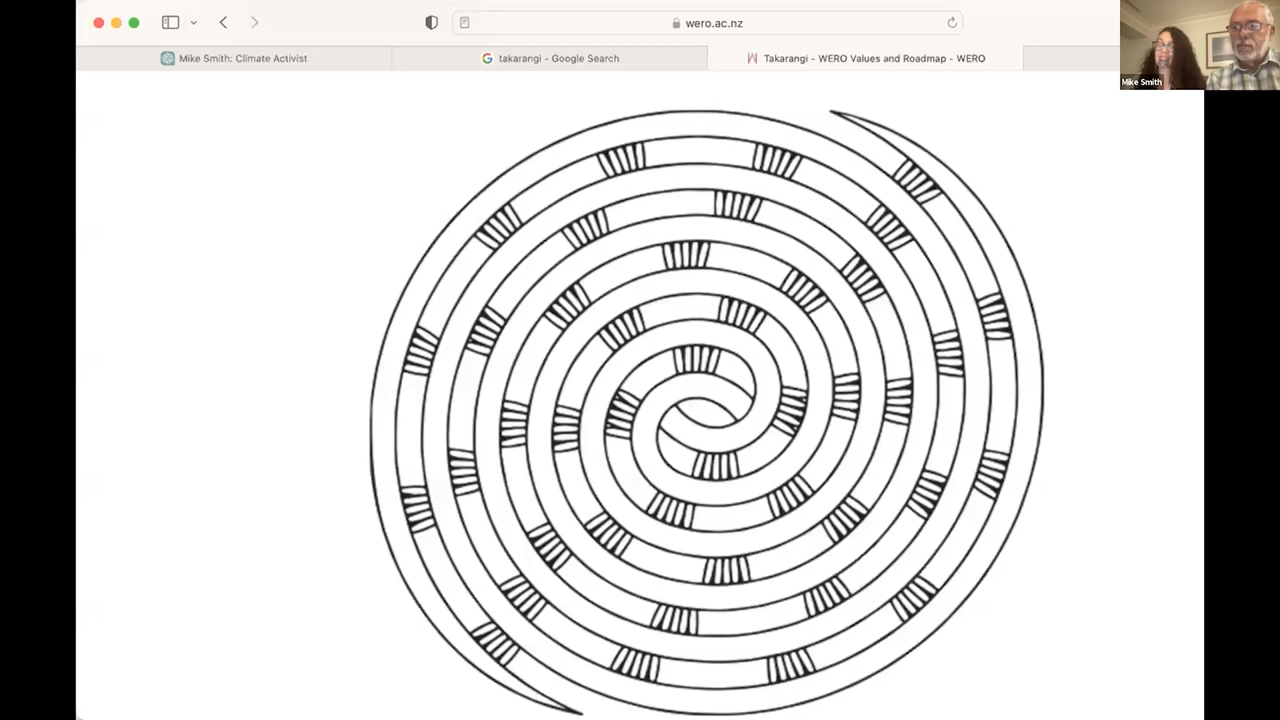 wero.ac.nz
Mike Smith: Climate Activist
takarangi - Google Search
Takarangi - WERO Values and Roadmap - WERO
Mike Smith